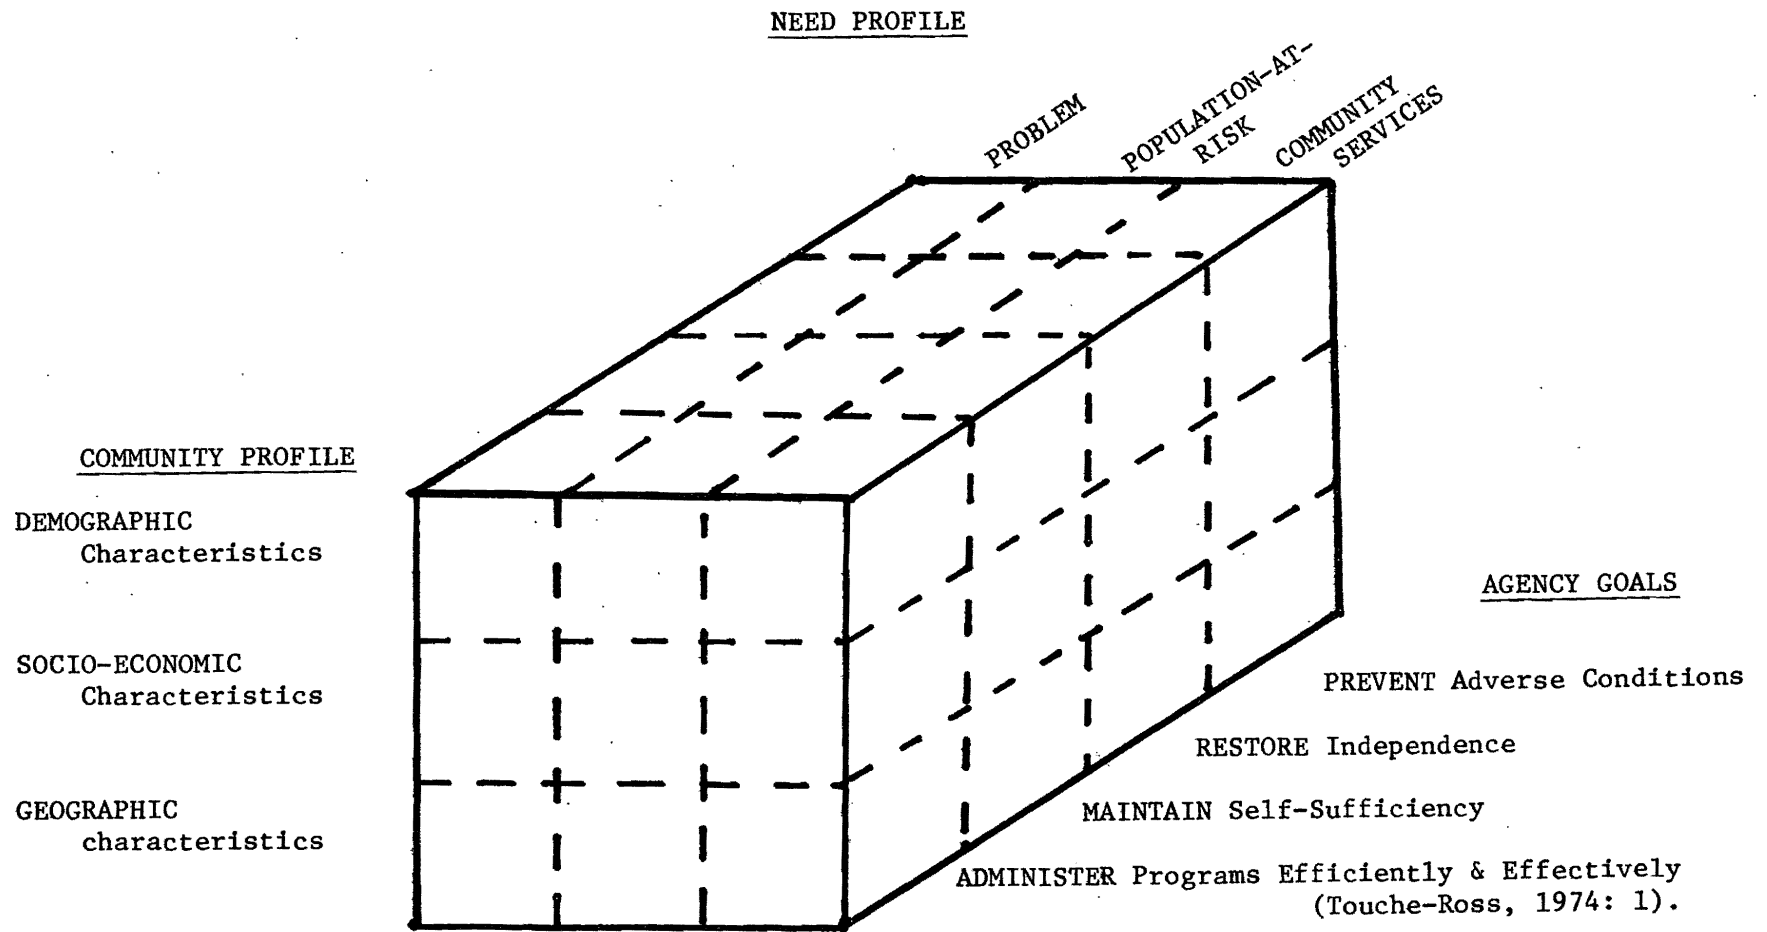 NEED PROFILE
PROBLEM
POPULATION-AT-
RISK
COMMUNITY
SERVICES
COMMUNITY PROFILE
DEMOGRAPHIC
Characteristics
SOCIO-ECONOMIC
Characteristics
GEOGRAPHIC
characteristics
AGENCY GOALS
PREVENT Adverse Conditions
RESTORE Independence
MAINTAIN Self-Sufficiency
ADMINISTER Programs Efficiently & Effectively
(Touche-Ross, 1974: 1).